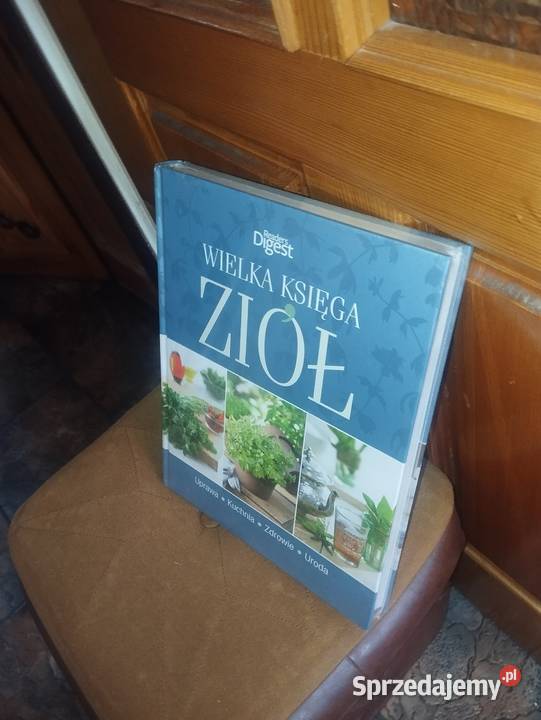 Reader's
Digest
WIELKA KSIĘGA
ZIÓŁ
Uprawa • Kuchnia • Zdrowie • Uroda
Sprzedajemy.pl